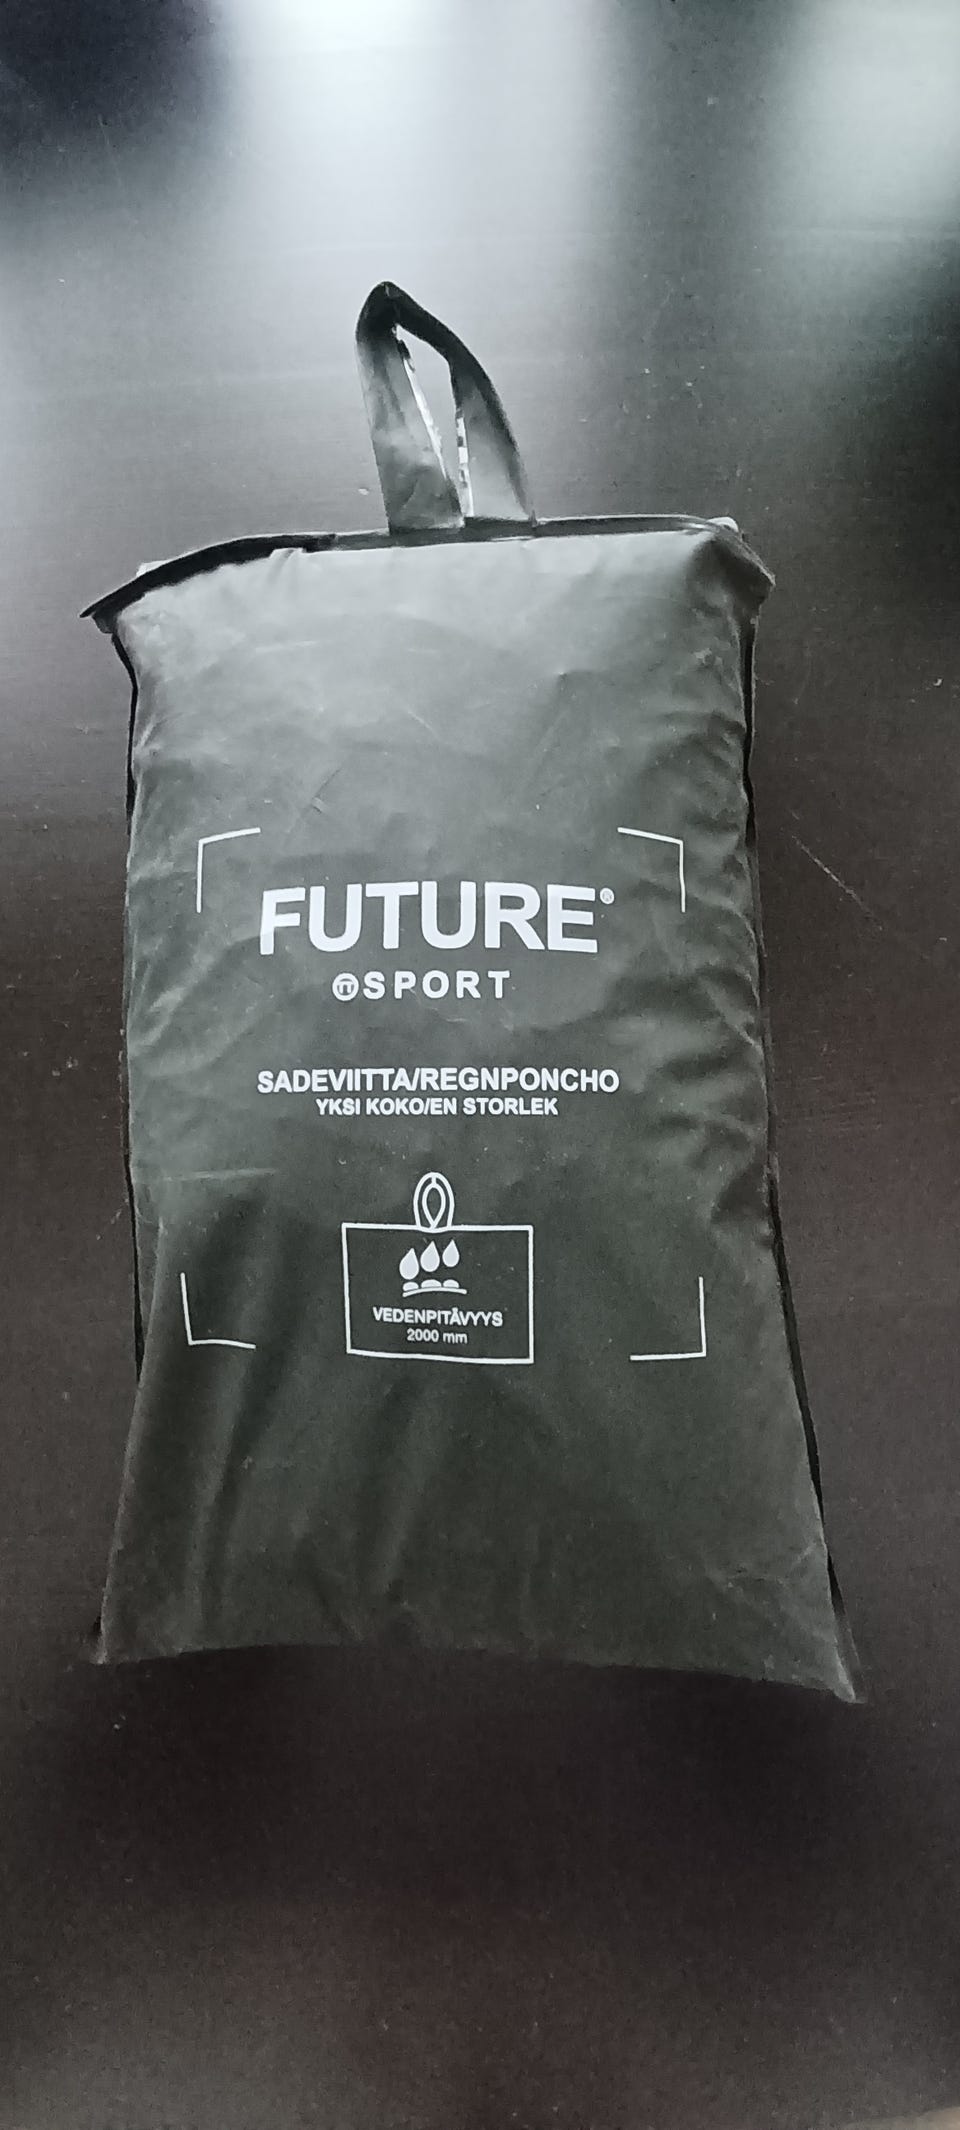 FUTURE®
SPORT
SADEVIITTA/REGNPONCHO
YKSI KOKO/EN STORLEK
VEDENPITÄVYYS
2000 mm